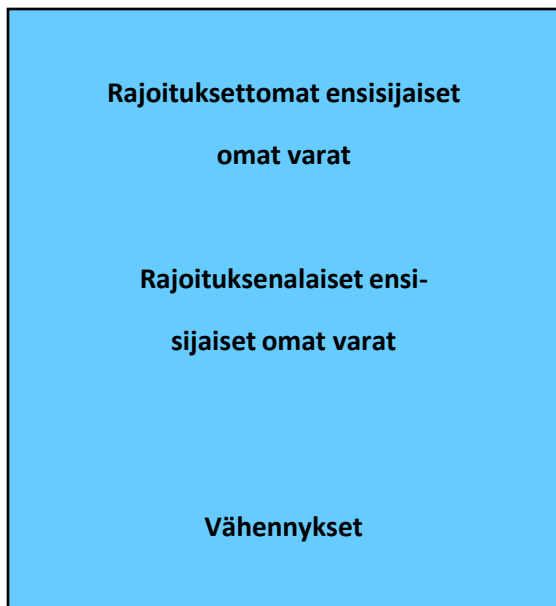 Rajoituksettomat ensisijaiset
omat varat
Rajoituksenalaiset ensi-
sijaiset omat varat
Vähennykset